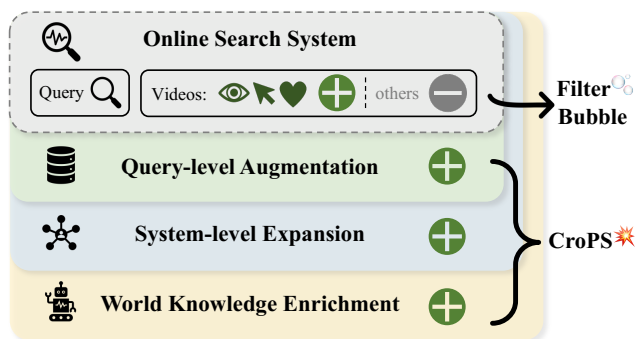 Online Search System
Query
Videos:
others
Filter
Bubble
Query-level Augmentation
System-level Expansion
CroPS
World Knowledge Enrichment